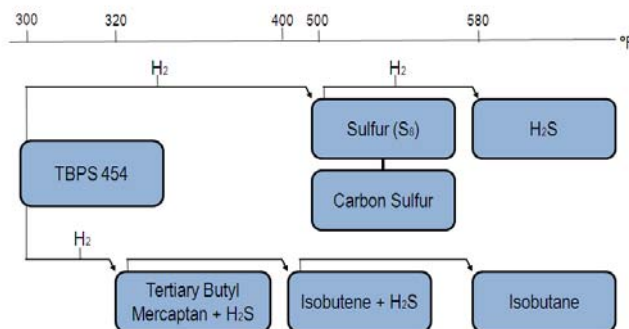 300 320 400 500 580
°F
H₂ H₂
Sulfur (S₈) H₂S
TBPS 454
Carbon Sulfur
H₂
Tertiary Butyl
Mercaptan + H₂S
Isobutene + H₂S
Isobutane